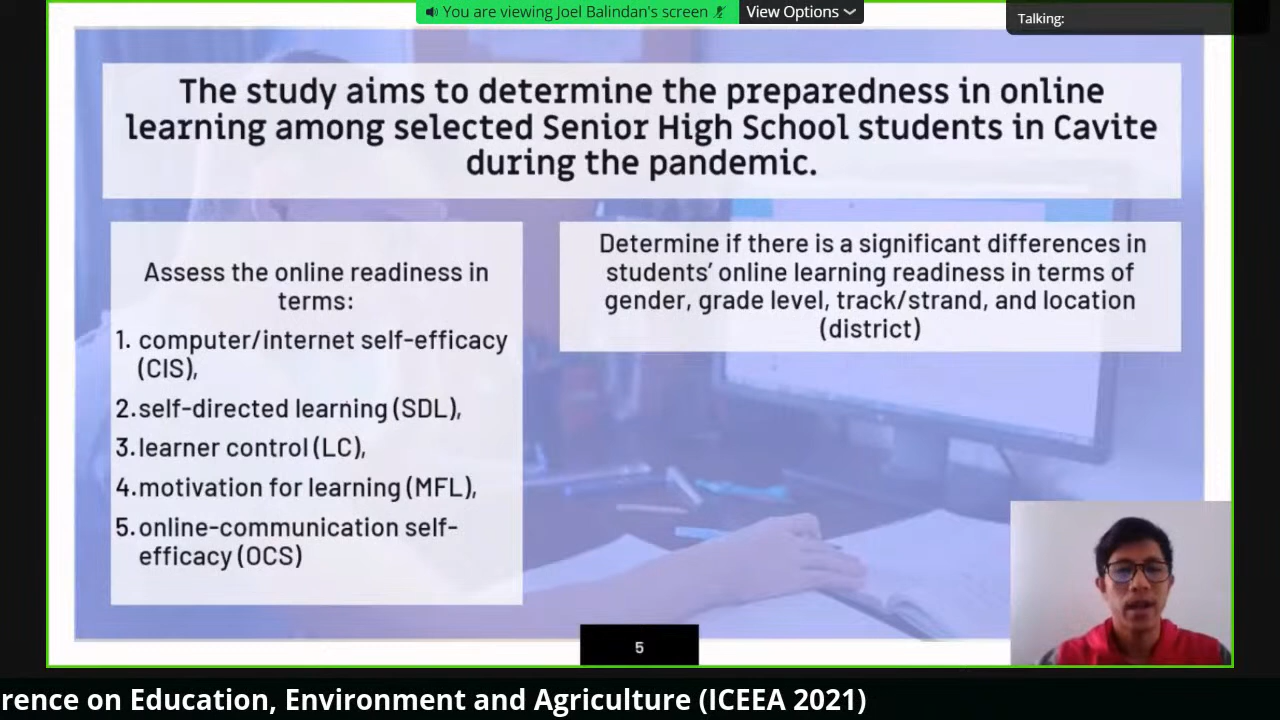 You are viewing Joel Balindan's screen
View Options
Talking:
The study aims to determine the preparedness in online
learning among selected Senior High School students in Cavite
during the pandemic.
Assess the online readiness in
terms:
1. computer/internet self-efficacy
(CIS),
2. self-directed learning (SDL),
3. learner control (LC),
4. motivation for learning (MFL),
5. online-communication self-
efficacy (OCS)
Determine if there is a significant differences in
students' online learning readiness in terms of
gender, grade level, track/strand, and location
(district)
5
rence on Education, Environment and Agriculture (ICEEA 2021)